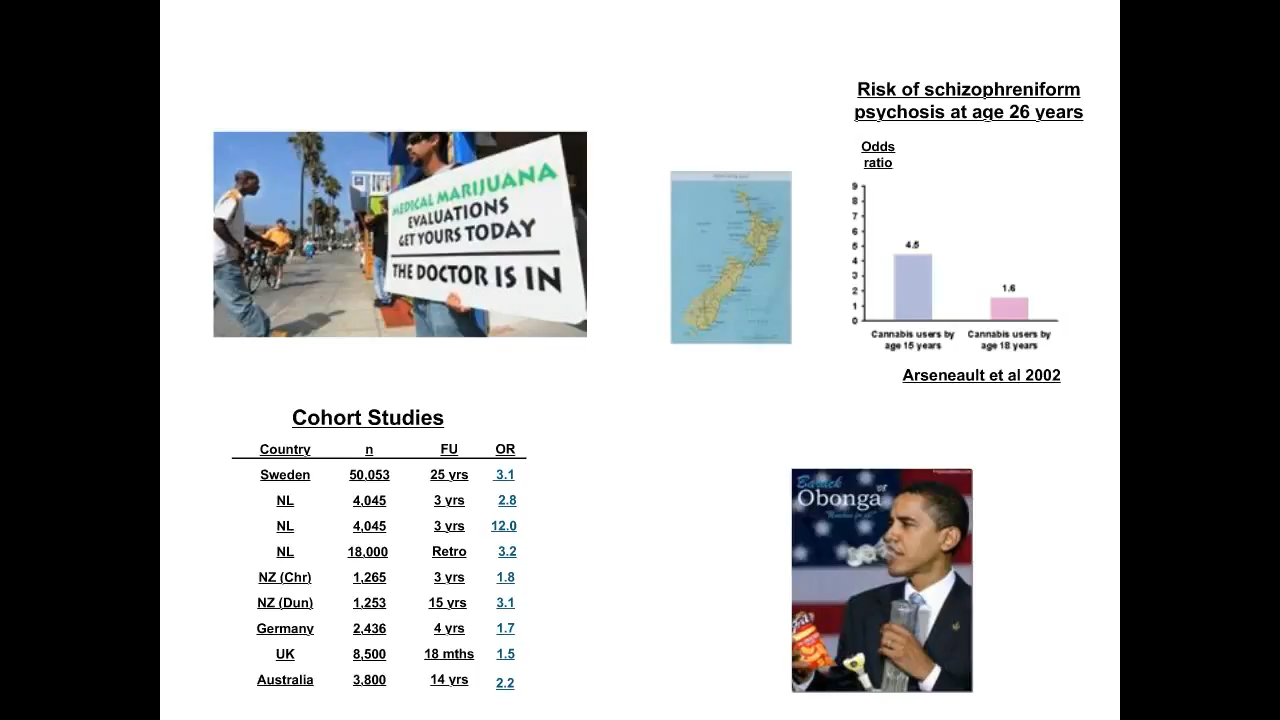 Risk of schizophreniform
psychosis at age 26 years
Odds
ratio
MEDICAL MARIJUANA
EVALUATIONS
GET YOURS TODAY
THE DOCTOR IS IN
9
8
7
6
5
4
3
2
1
0
4.5
1.6
Cannabis users by
age 15 years
Cannabis users by
age 18 years
Arseneault et al 2002
Cohort Studies
Country n FU OR
Sweden 50,053 25 yrs 3.1
NL 4,045 3 yrs 2.8
NL 4,045 3 yrs 12.0
NL 18,000 Retro 3.2
NZ (Chr) 1,265 3 yrs 1.8
NZ (Dun) 1,253 15 yrs 3.1
Germany 2,436 4 yrs 1.7
UK 8,500 18 mths 1.5
Australia 3,800 14 yrs 2.2
Barack
Obonga